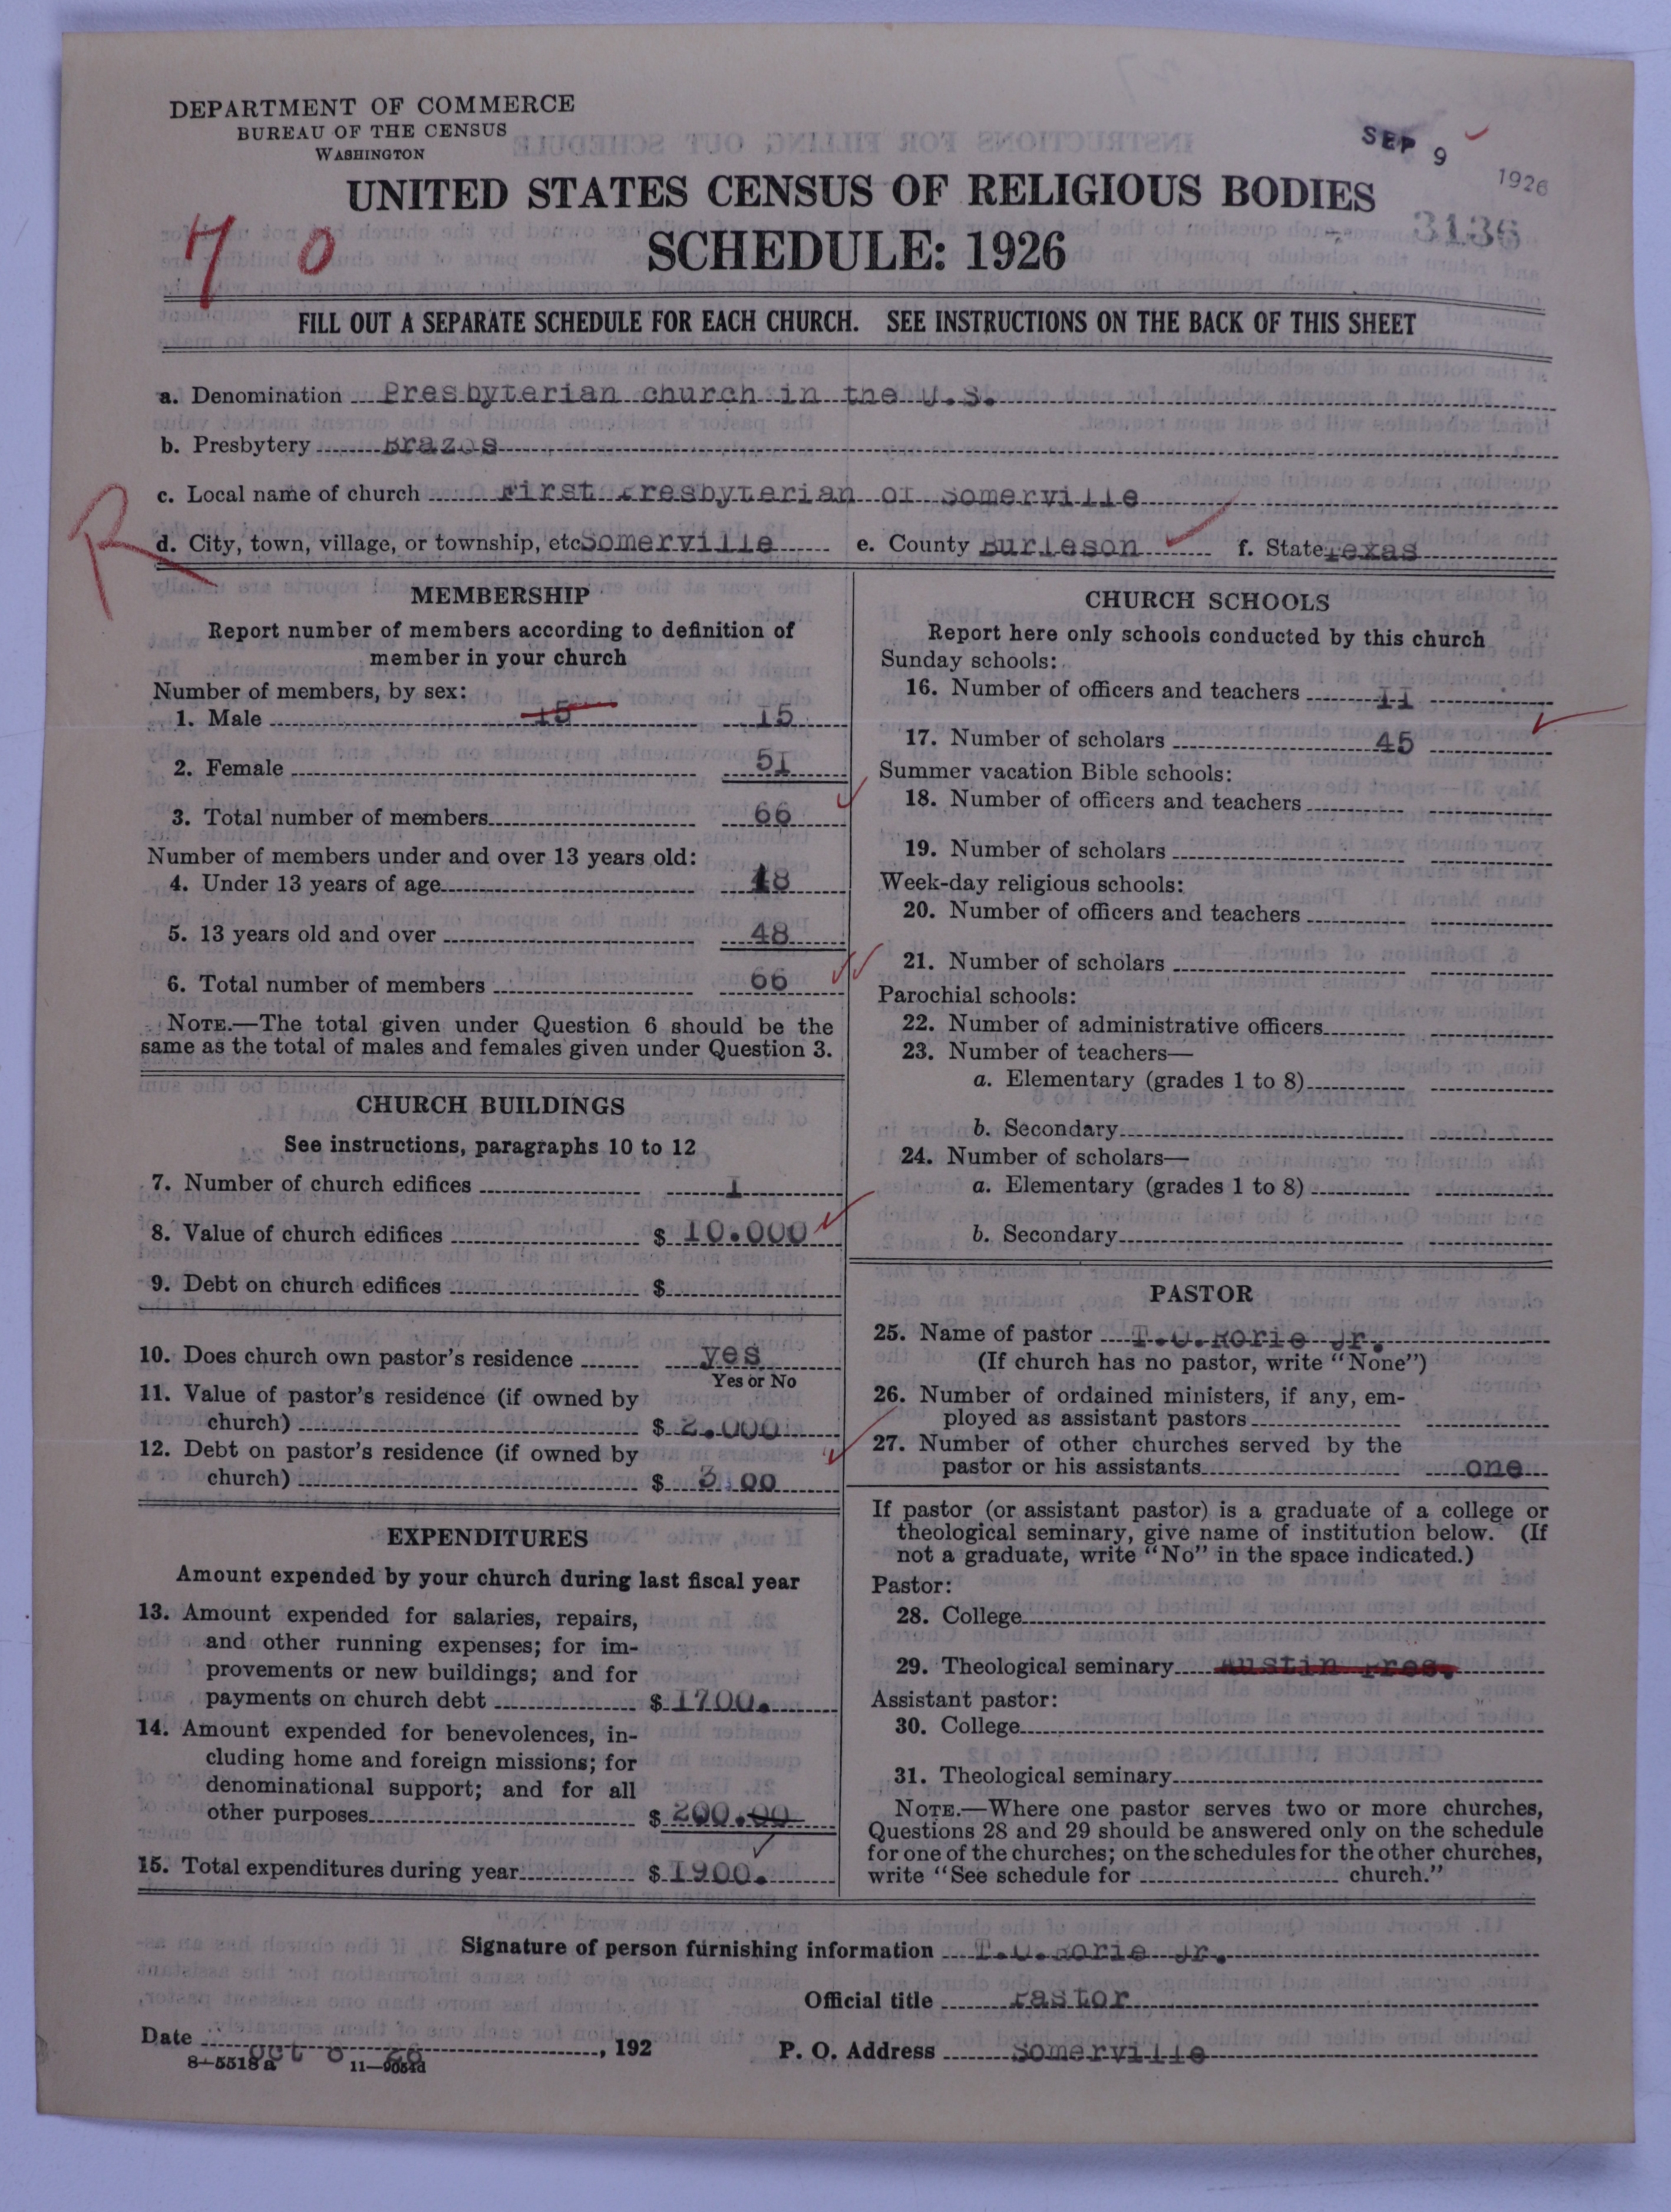 DEPARTMENT OF COMMERCE
BUREAU OF THE CENSUS
WASHINGTON
SEP 9 1926
UNITED STATES CENSUS OF RELIGIOUS BODIES
3136
SCHEDULE: 1926
7 0
FILL OUT A SEPARATE SCHEDULE FOR EACH CHURCH. SEE INSTRUCTIONS ON THE BACK OF THIS SHEET
a. Denomination Presbyterian church in the U.S.
b. Presbytery Brazos
c. Local name of church First Presbyterian of Somerville
R
d. City, town, village, or township, etc Somerville e. County Burleson f. State Texas
MEMBERSHIP
Report number of members according to definition of
member in your church
Number of members, by sex:
1. Male 15 15
2. Female 51
3. Total number of members 66
Number of members under and over 13 years old:
4. Under 13 years of age 18
5. 13 years old and over 48
6. Total number of members 66
NOTE.—The total given under Question 6 should be the
same as the total of males and females given under Question 3.
CHURCH BUILDINGS
See instructions, paragraphs 10 to 12
7. Number of church edifices 1
8. Value of church edifices $ 10.000
9. Debt on church edifices $
10. Does church own pastor's residence yes
Yes or No
11. Value of pastor's residence (if owned by
church) $ 2.000
12. Debt on pastor's residence (if owned by
church) $ 3.00
EXPENDITURES
Amount expended by your church during last fiscal year
13. Amount expended for salaries, repairs,
and other running expenses; for im-
provements or new buildings; and for
payments on church debt $ 1700.
14. Amount expended for benevolences, in-
cluding home and foreign missions; for
denominational support; and for all
other purposes $ 200.00
15. Total expenditures during year $ 1900.
CHURCH SCHOOLS
Report here only schools conducted by this church
Sunday schools:
16. Number of officers and teachers 11
17. Number of scholars 45
Summer vacation Bible schools:
18. Number of officers and teachers
19. Number of scholars
Week-day religious schools:
20. Number of officers and teachers
21. Number of scholars
Parochial schools:
22. Number of administrative officers
23. Number of teachers—
a. Elementary (grades 1 to 8)
b. Secondary
24. Number of scholars—
a. Elementary (grades 1 to 8)
b. Secondary
PASTOR
25. Name of pastor T.U.Korie Jr.
(If church has no pastor, write "None")
26. Number of ordained ministers, if any, em-
ployed as assistant pastors
27. Number of other churches served by the
pastor or his assistants one
If pastor (or assistant pastor) is a graduate of a college or
theological seminary, give name of institution below. (If
not a graduate, write "No" in the space indicated.)
Pastor:
28. College
29. Theological seminary Austin Pres.
Assistant pastor:
30. College
31. Theological seminary
NOTE.—Where one pastor serves two or more churches,
Questions 28 and 29 should be answered only on the schedule
for one of the churches; on the schedules for the other churches,
write "See schedule for church."
Signature of person furnishing information Jr.
Official title Pastor
Date Oct 26, 192
P. O. Address Somerville
8—5518 a 11—9054d